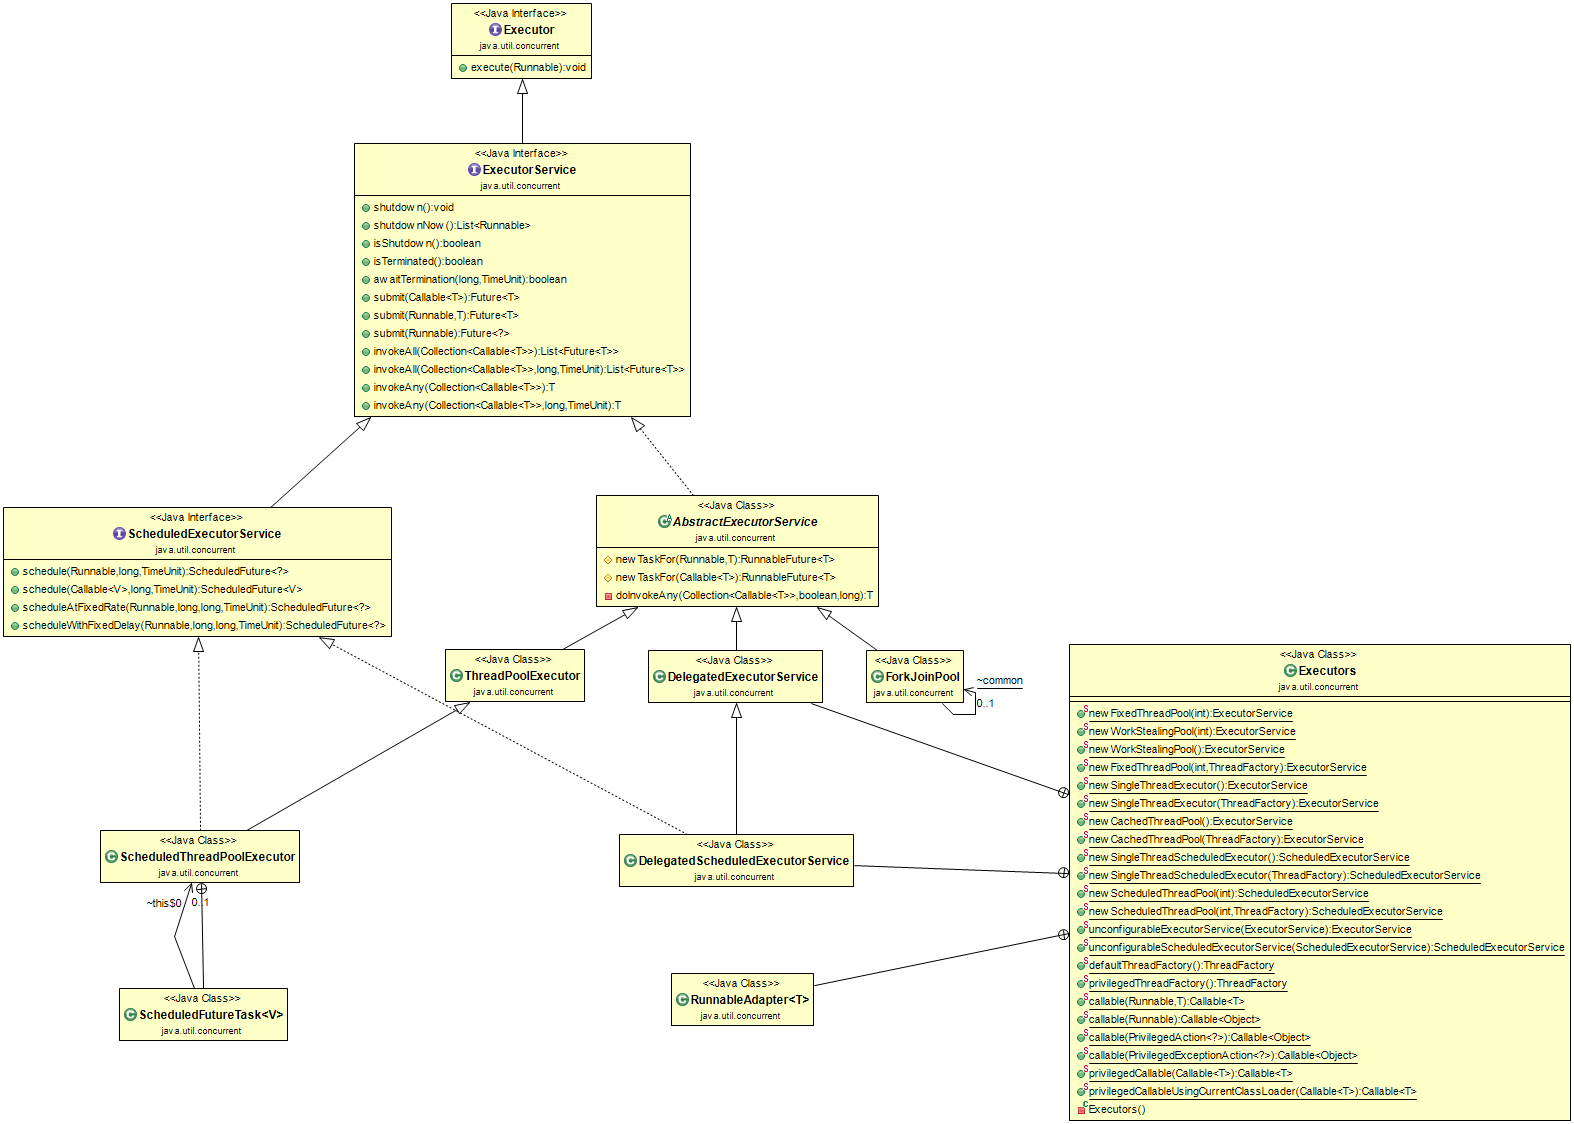 <<Java Interface>>
Executor
java.util.concurrent
execute(Runnable):void
<<Java Interface>>
ExecutorService
java.util.concurrent
shutdown():void
shutdownNow():List<Runnable>
isShutdown():boolean
isTerminated():boolean
awaitTermination(long,TimeUnit):boolean
submit(Callable<T>):Future<T>
submit(Runnable,T):Future<T>
submit(Runnable):Future<?>
invokeAll(Collection<Callable<T>>):List<Future<T>>
invokeAll(Collection<Callable<T>>,long,TimeUnit):List<Future<T>>
invokeAny(Collection<Callable<T>>):T
invokeAny(Collection<Callable<T>>,long,TimeUnit):T
<<Java Interface>>
ScheduledExecutorService
java.util.concurrent
schedule(Runnable,long,TimeUnit):ScheduledFuture<?>
schedule(Callable<V>,long,TimeUnit):ScheduledFuture<V>
scheduleAtFixedRate(Runnable,long,long,TimeUnit):ScheduledFuture<?>
scheduleWithFixedDelay(Runnable,long,long,TimeUnit):ScheduledFuture<?>
<<Java Class>>
AbstractExecutorService
java.util.concurrent
newTaskFor(Runnable,T):RunnableFuture<T>
newTaskFor(Callable<T>):RunnableFuture<T>
doInvokeAny(Collection<Callable<T>>,boolean,long):T
<<Java Class>>
ThreadPoolExecutor
java.util.concurrent
<<Java Class>>
DelegatedExecutorService
java.util.concurrent
<<Java Class>>
ForkJoinPool
java.util.concurrent
~common
0..1
<<Java Class>>
Executors
java.util.concurrent
newFixedThreadPool(int):ExecutorService
newWorkStealingPool(int):ExecutorService
newWorkStealingPool():ExecutorService
newFixedThreadPool(int,ThreadFactory):ExecutorService
newSingleThreadExecutor():ExecutorService
newSingleThreadExecutor(ThreadFactory):ExecutorService
newCachedThreadPool():ExecutorService
newCachedThreadPool(ThreadFactory):ExecutorService
newSingleThreadScheduledExecutor():ScheduledExecutorService
newSingleThreadScheduledExecutor(ThreadFactory):ScheduledExecutorService
newScheduledThreadPool(int):ScheduledExecutorService
newScheduledThreadPool(int,ThreadFactory):ScheduledExecutorService
unconfigurableExecutorService(ExecutorService):ExecutorService
unconfigurableScheduledExecutorService(ScheduledExecutorService):ScheduledExecutorService
defaultThreadFactory():ThreadFactory
privilegedThreadFactory():ThreadFactory
callable(Runnable,T):Callable<T>
callable(Runnable):Callable<Object>
callable(PrivilegedAction<?>):Callable<Object>
callable(PrivilegedExceptionAction<?>):Callable<Object>
privilegedCallable(Callable<T>):Callable<T>
privilegedCallableUsingCurrentClassLoader(Callable<T>):Callable<T>
Executors()
<<Java Class>>
ScheduledThreadPoolExecutor
java.util.concurrent
~this$0
0..1
<<Java Class>>
DelegatedScheduledExecutorService
java.util.concurrent
<<Java Class>>
ScheduledFutureTask<V>
java.util.concurrent
<<Java Class>>
RunnableAdapter<T>
java.util.concurrent